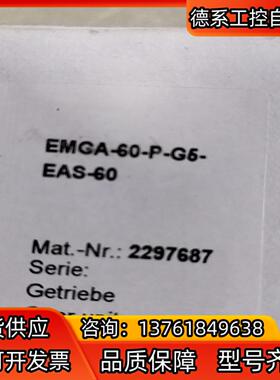 德系工控自
EMGA-60-P-G5-
EAS-60
Mat.-Nr.: 2297687
Serie:
Getriebe
货供应
咨询：13761849638
可开发票
品质保障
型号齐